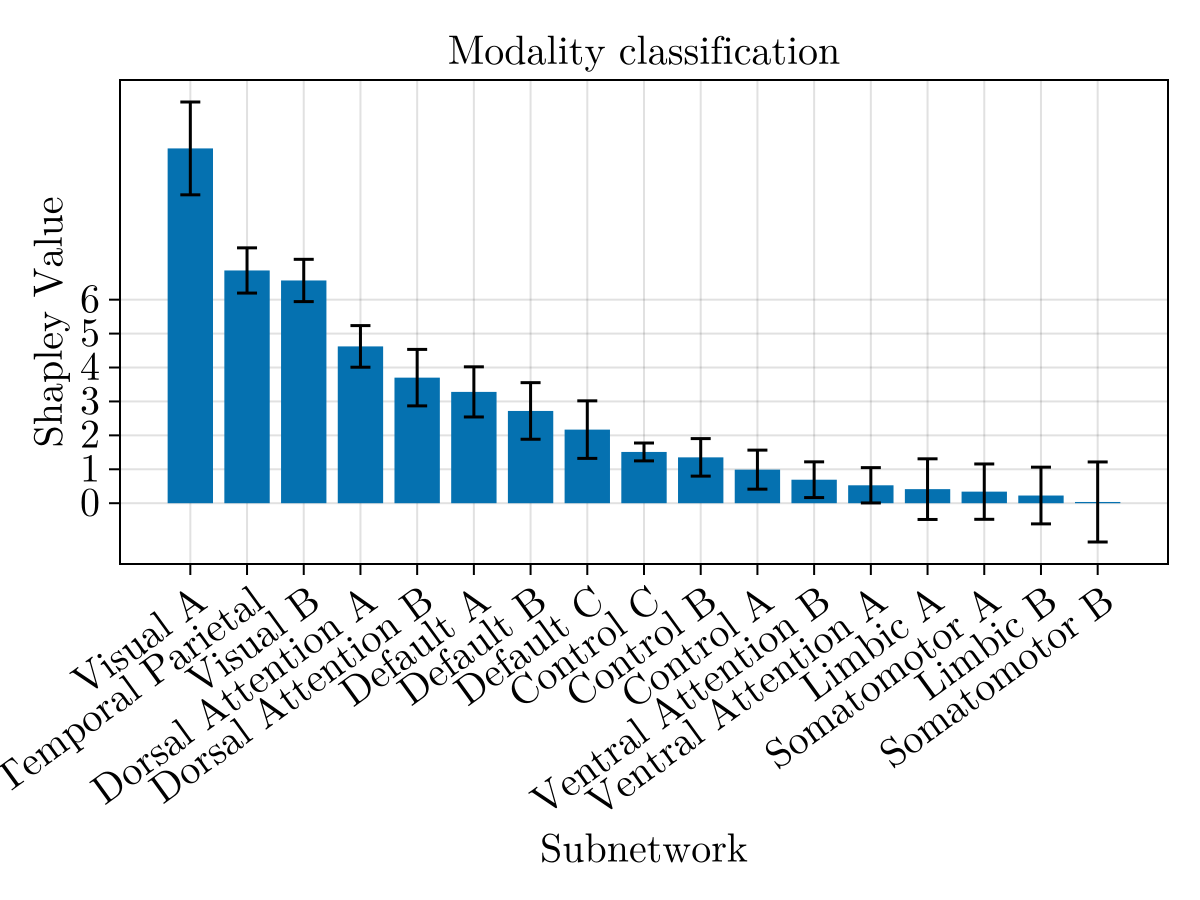 Modality classification
Shapley Value
6
5
4
3
2
1
0
Visual A
Temporal Parietal
Visual B
Dorsal Attention A
Dorsal Attention B
Default A
Default B
Default C
Control C
Control B
Control A
Ventral Attention B
Ventral Attention A
Limbic A
Somatomotor A
Limbic B
Somatomotor B
Subnetwork